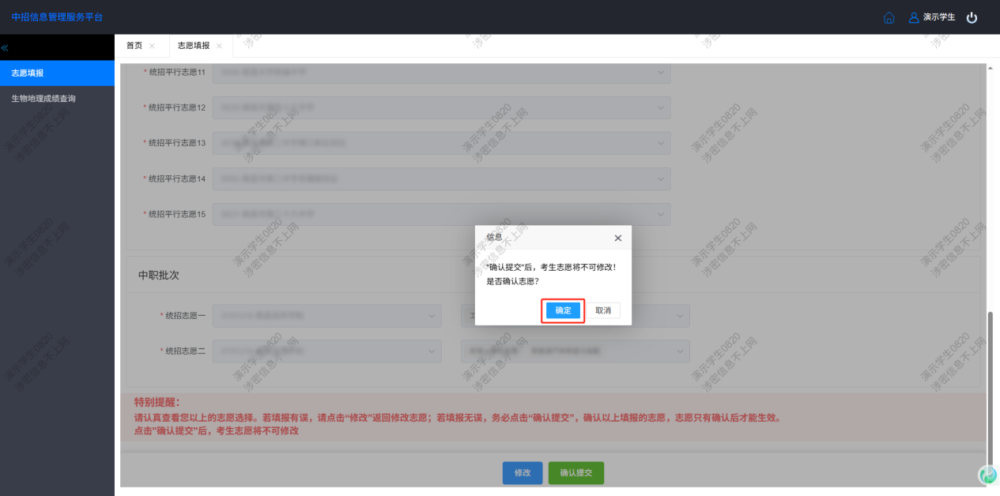 中招信息管理服务平台
演示学生
首页
志愿填报
志愿填报
生物地理成绩查询
* 统招平行志愿11
* 统招平行志愿12
* 统招平行志愿13
* 统招平行志愿14
* 统招平行志愿15
信息
"确认提交"后，考生志愿将不可修改！
是否确认志愿？
确定
取消
中职批次
* 统招志愿一
* 统招志愿二
特别提醒：
请认真查看您以上的志愿选择。若填报有误，请点击“修改”返回修改志愿；若填报无误，务必点击“确认提交”，确认以上填报的志愿，志愿只有确认后才能生效。
点击"确认提交"后，考生志愿将不可修改
修改
确认提交
演示学生0820
涉密信息不上网